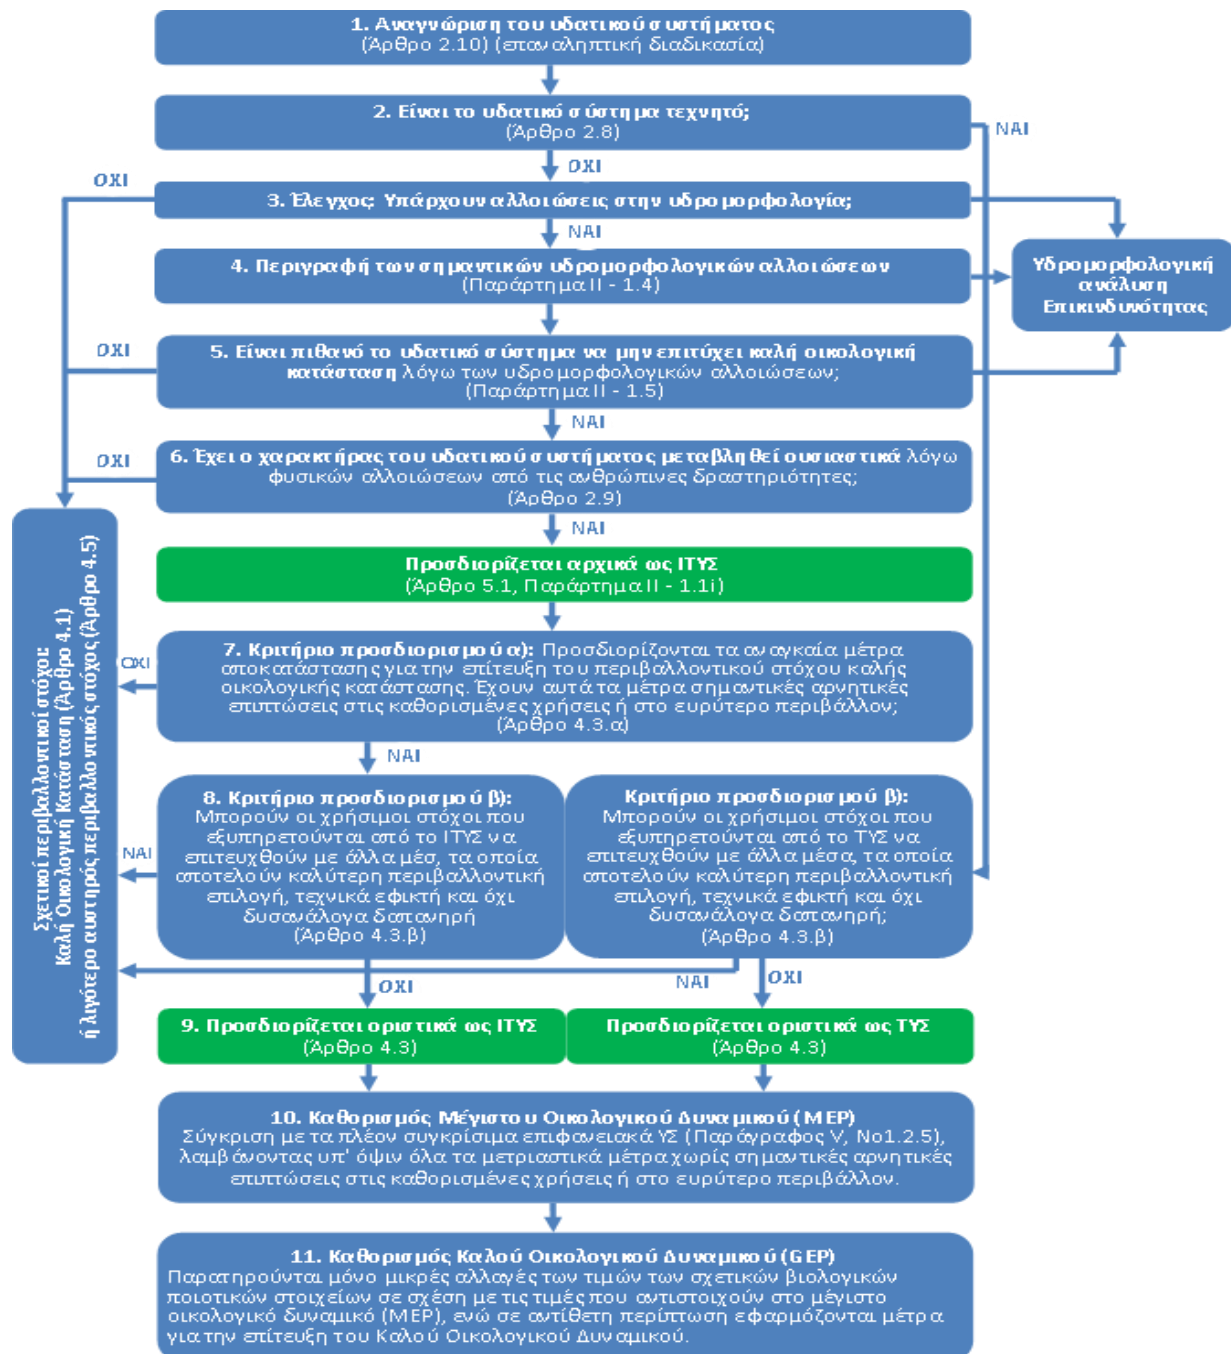 1. Αναγνώριση του υδατικού συστήματος
(Άρθρο 2.10) (επαναληπτική διαδικασία)
2. Είναι το υδατικό σύστημα τεχνητό;
(Άρθρο 2.8)
ΝΑΙ
ΟΧΙ
ΟΧΙ
3. Έλεγχος: Υπάρχουν αλλοιώσεις στην υδρομορφολογία;
ΝΑΙ
4. Περιγραφή των σημαντικών υδρομορφολογικών αλλοιώσεων
(Παράρτημα ΙΙ - 1.4)
Υδρομορφολογική
ανάλυση
Επικινδυνότητας
ΟΧΙ
5. Είναι πιθανό το υδατικό σύστημα να μην επιτύχει καλή οικολογική
κατάσταση λόγω των υδρομορφολογικών αλλοιώσεων;
(Παράρτημα ΙΙ - 1.5)
ΝΑΙ
ΟΧΙ
6. Έχει ο χαρακτήρας του υδατικού συστήματος μεταβληθεί ουσιαστικά λόγω
φυσικών αλλοιώσεων από τις ανθρώπινες δραστηριότητες;
(Άρθρο 2.9)
ΝΑΙ
Προσδιορίζεται αρχικά ως ΙΤΥΣ
(Άρθρο 5.1, Παράρτημα ΙΙ - 1.1i)
Σχετικοί περιβαλλοντικοί στόχοι:
Καλή Οικολογική Κατάσταση (Άρθρο 4.1)
ή λιγότερο αυστηρός περιβαλλοντικός στόχος (Άρθρο 4.5)
ΟΧΙ
7. Κριτήριο προσδιορισμού α): Προσδιορίζονται τα αναγκαία μέτρα
αποκατάστασης για την επίτευξη του περιβαλλοντικού στόχου καλής
οικολογικής κατάστασης. Έχουν αυτά τα μέτρα σημαντικές αρνητικές
επιπτώσεις στις καθορισμένες χρήσεις ή στο ευρύτερο περιβάλλον;
(Άρθρο 4.3.α)
ΝΑΙ
ΝΑΙ
8. Κριτήριο προσδιορισμού β):
Μπορούν οι χρήσιμοι στόχοι που
εξυπηρετούνται από το ΙΤΥΣ να
επιτευχθούν με άλλα μέσ, τα οποία
αποτελούν καλύτερη περιβαλλοντική
επιλογή, τεχνικά εφικτή και όχι
δυσανάλογα δαπανηρή
(Άρθρο 4.3.β)
Κριτήριο προσδιορισμού β):
Μπορούν οι χρήσιμοι στόχοι που
εξυπηρετούνται από το ΤΥΣ να
επιτευχθούν με άλλα μέσα, τα οποία
αποτελούν καλύτερη περιβαλλοντική
επιλογή, τεχνικά εφικτή και όχι
δυσανάλογα δαπανηρή;
(Άρθρο 4.3.β)
ΟΧΙ
ΝΑΙ
ΟΧΙ
9. Προσδιορίζεται οριστικά ως ΙΤΥΣ
(Άρθρο 4.3)
Προσδιορίζεται οριστικά ως ΤΥΣ
(Άρθρο 4.3)
10. Καθορισμός Μέγιστου Οικολογικού Δυναμικού (MEP)
Σύγκριση με τα πλέον συγκρίσιμα επιφανειακά ΥΣ (Παράγραφος V, No1.2.5),
λαμβάνοντας υπ' όψιν όλα τα μετριαστικά μέτρα χωρίς σημαντικές αρνητικές
επιπτώσεις στις καθορισμένες χρήσεις ή στο ευρύτερο περιβάλλον.
11. Καθορισμός Καλού Οικολογικού Δυναμικού (GEP)
Παρατηρούνται μόνο μικρές αλλαγές των τιμών των σχετικών βιολογικών
ποιοτικών στοιχείων σε σχέση με τις τιμές που αντιστοιχούν στο μέγιστο
οικολογικό δυναμικό (MEP), ενώ σε αντίθετη περίπτωση εφαρμόζονται μέτρα
για την επίτευξη του Καλού Οικολογικού Δυναμικού.